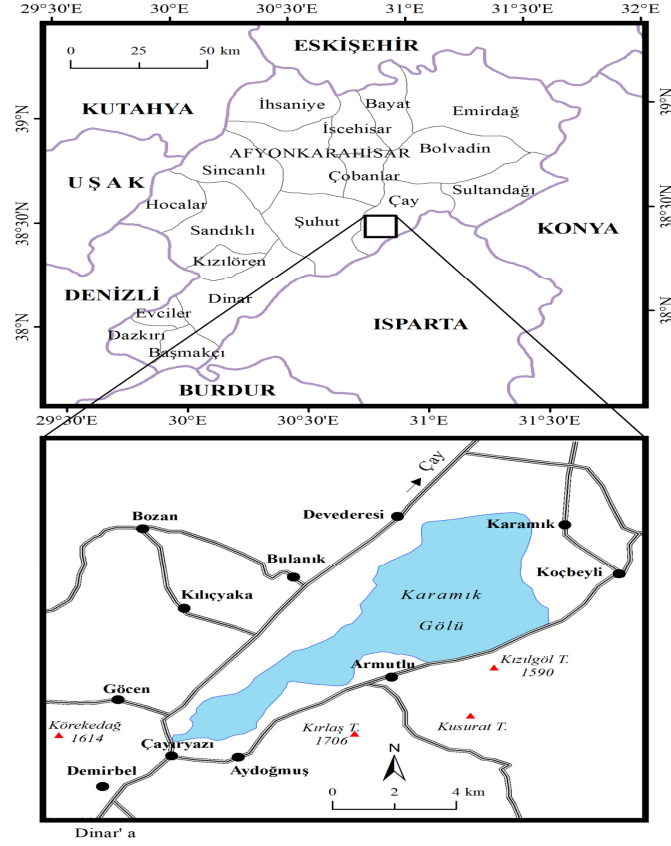 30°E
30°30'E
31°E
31°30'E
0 25 50 km
ESKİŞEHİR
39°N
KUTAHYA
İhsaniye
Bayat
Emirdağ
39°N
İscehisar
AFYONKARAHİSAR
Bolvadin
Sincanlı
Çobanlar
UŞAK
Sultandağı
Hocalar
Çay
38°30'N
Şuhut
38°30'N
Sandıklı
KONYA
Kızılören
DENİZLİ
Dinar
Evciler
38°N
ISPARTA
38°N
Dazkırı
Başmakçı
BURDUR
29°30'E
30°0'E
30°30'E
31°E
31°30'E
Çay
Devederesi
Bozan
Karamık
Bulanık
Koçbeyli
Kılıçyaka
Karamık
Gölü
Armutlu
Kızılgöl T.
1590
Göcen
Körekedağ
1614
Kırlaş T.
1706
Kusurat T.
Çayıryazı
Aydoğmuş
N
Demirbel
0 2 4 km
Dinar' a